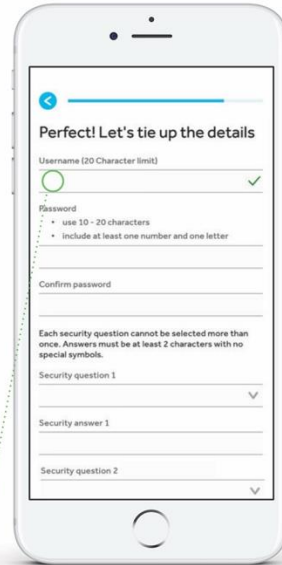 Perfect! Let's tie up the details
Username (20 Character limit)
Password
• use 10 - 20 characters
• include at least one number and one letter
Confirm password
Each security question cannot be selected more than
once. Answers must be at least 2 characters with no
special symbols.
Security question 1
Security answer 1
Security question 2